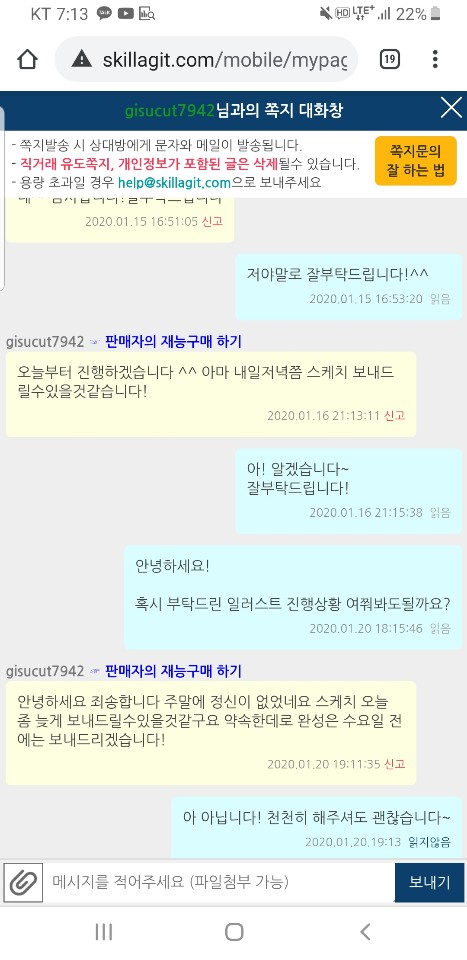 KT 7:13
LTE+ 22%
skillagit.com/mobile/mypag
19
gisucut7942님과의 쪽지 대화창
- 쪽지발송 시 상대방에게 문자와 메일이 발송됩니다.
- 직거래 유도쪽지, 개인정보가 포함된 글은 삭제될수 있습니다.
- 용량 초과일 경우 help@skillagit.com으로 보내주세요
쪽지문의
잘 하는 법
2020.01.15 16:51:05 신고
저야말로 잘부탁드립니다!^^
2020.01.15 16:53:20 읽음
gisucut7942 ☞ 판매자의 재능구매 하기
오늘부터 진행하겠습니다 ^^ 아마 내일저녁쯤 스케치 보내드
릴수있을것같습니다!
2020.01.16 21:13:11 신고
아! 알겠습니다~
잘부탁드립니다!
2020.01.16 21:15:38 읽음
안녕하세요!
혹시 부탁드린 일러스트 진행상황 여쭤봐도될까요?
2020.01.20 18:15:46 읽음
gisucut7942 ☞ 판매자의 재능구매 하기
안녕하세요 죄송합니다 주말에 정신이 없었네요 스케치 오늘
좀 늦게 보내드릴수있을것같구요 약속한데로 완성은 수요일 전
에는 보내드리겠습니다!
2020.01.20 19:11:35 신고
아 아닙니다! 천천히 해주셔도 괜찮습니다~
2020.01.20 19:13 읽지않음
메시지를 적어주세요 (파일첨부 가능)
보내기